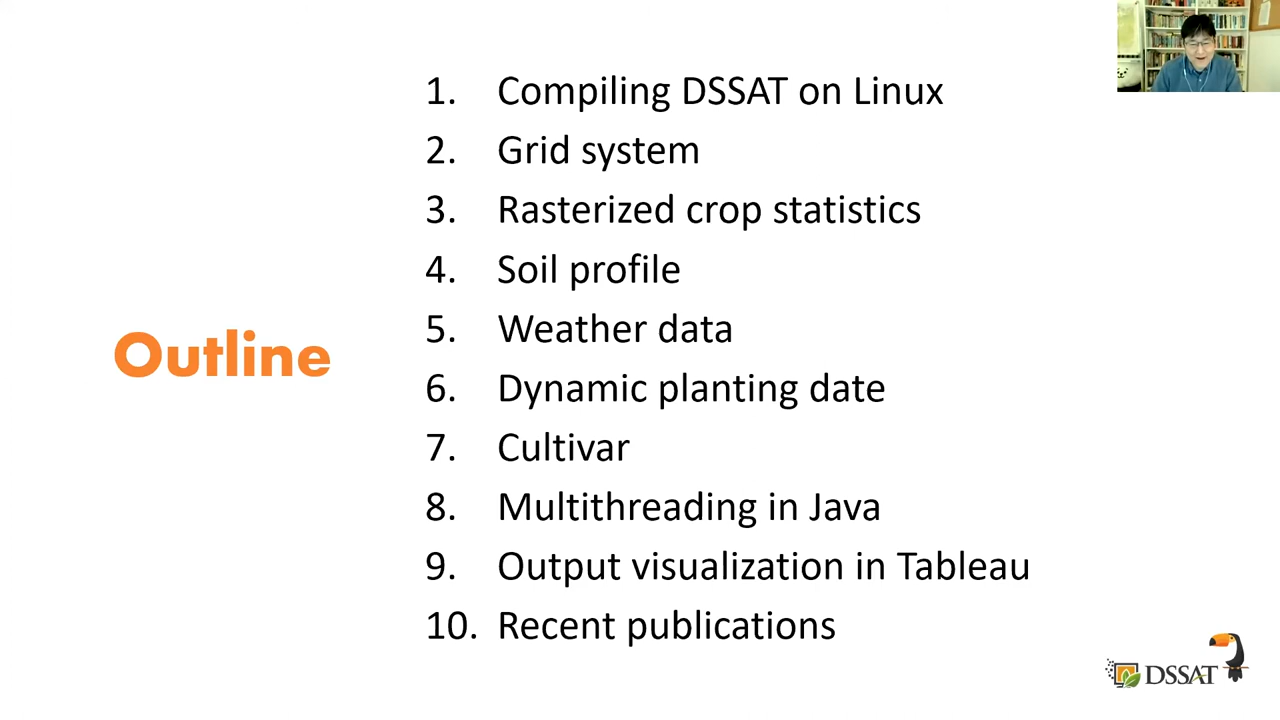 Outline
1. Compiling DSSAT on Linux
2. Grid system
3. Rasterized crop statistics
4. Soil profile
5. Weather data
6. Dynamic planting date
7. Cultivar
8. Multithreading in Java
9. Output visualization in Tableau
10. Recent publications
DSSAT